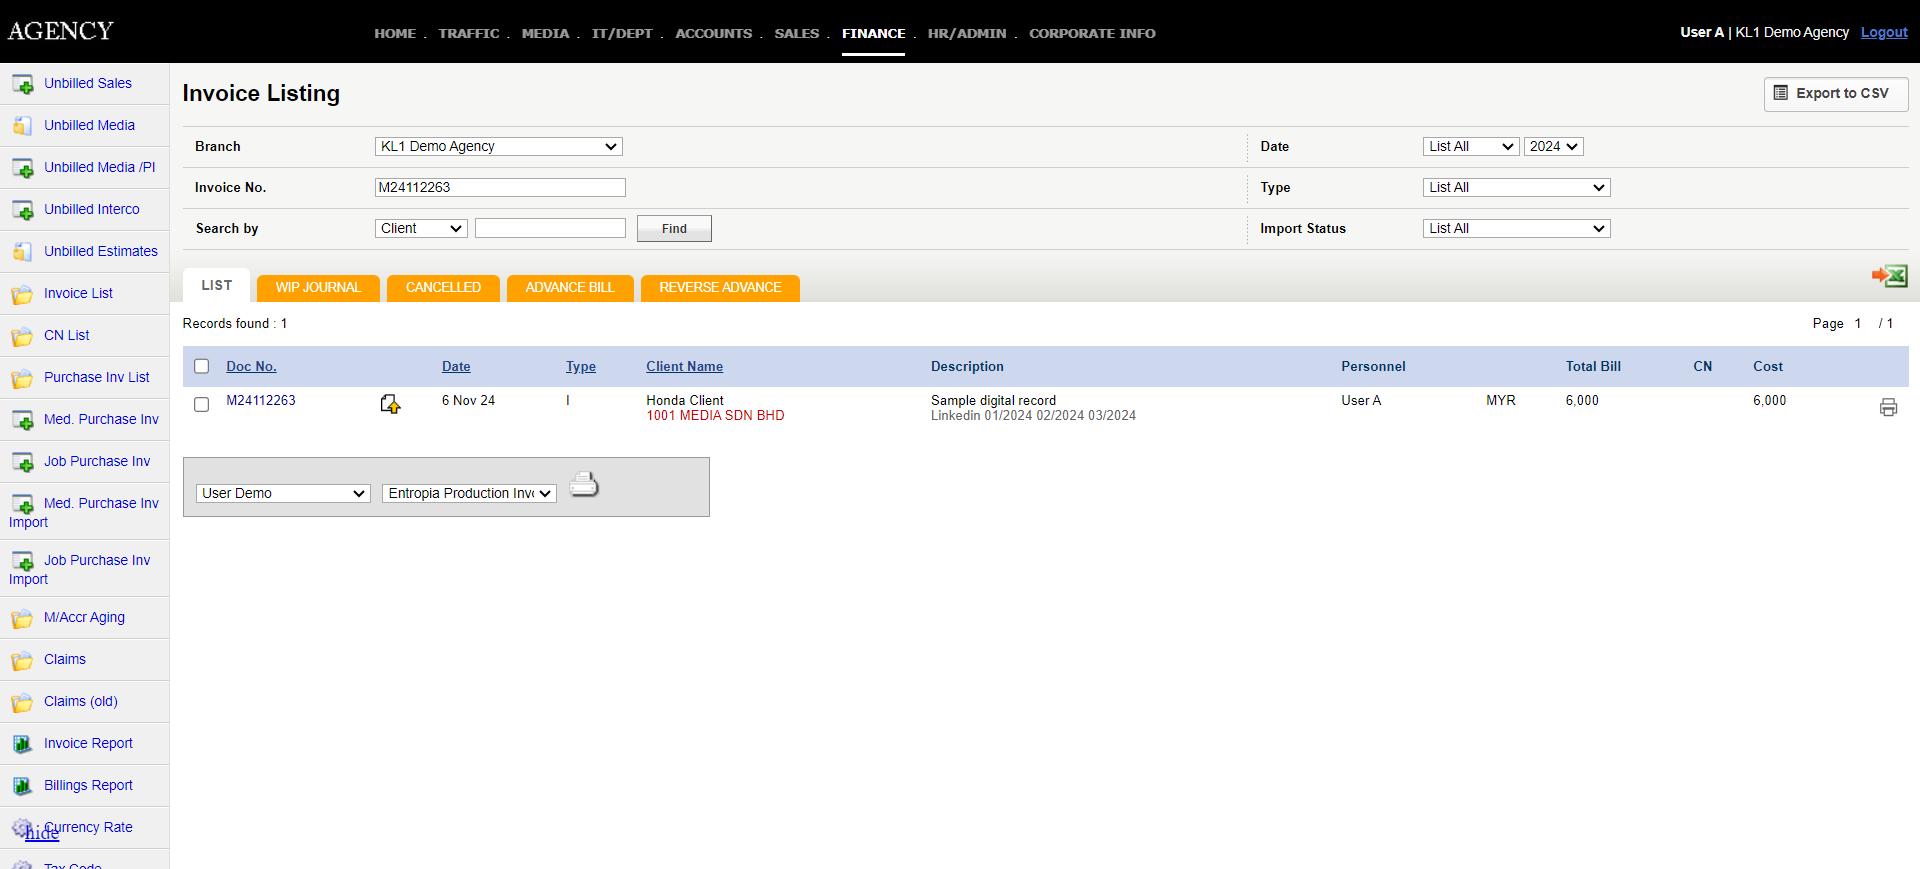 AGENCY
HOME . TRAFFIC . MEDIA . IT/DEPT . ACCOUNTS . SALES . FINANCE . HR/ADMIN . CORPORATE INFO
User A | KL1 Demo Agency Logout
Unbilled Sales
Unbilled Media
Unbilled Media /PI
Unbilled Interco
Unbilled Estimates
Invoice List
CN List
Purchase Inv List
Med. Purchase Inv
Job Purchase Inv
Med. Purchase Inv
Import
Job Purchase Inv
Import
M/Accr Aging
Claims
Claims (old)
Invoice Report
Billings Report
Currency Rate
hide
Tax Code
Invoice Listing
Export to CSV
Branch KL1 Demo Agency Date List All 2024
Invoice No. M24112263 Type List All
Search by Client Find Import Status List All
LIST WIP JOURNAL CANCELLED ADVANCE BILL REVERSE ADVANCE
Records found : 1 Page 1 / 1
Doc No. Date Type Client Name Description Personnel Total Bill CN Cost
M24112263 6 Nov 24 I Honda Client Sample digital record User A MYR 6,000 6,000
1001 MEDIA SDN BHD Linkedin 01/2024 02/2024 03/2024
User Demo Entropia Production Inv